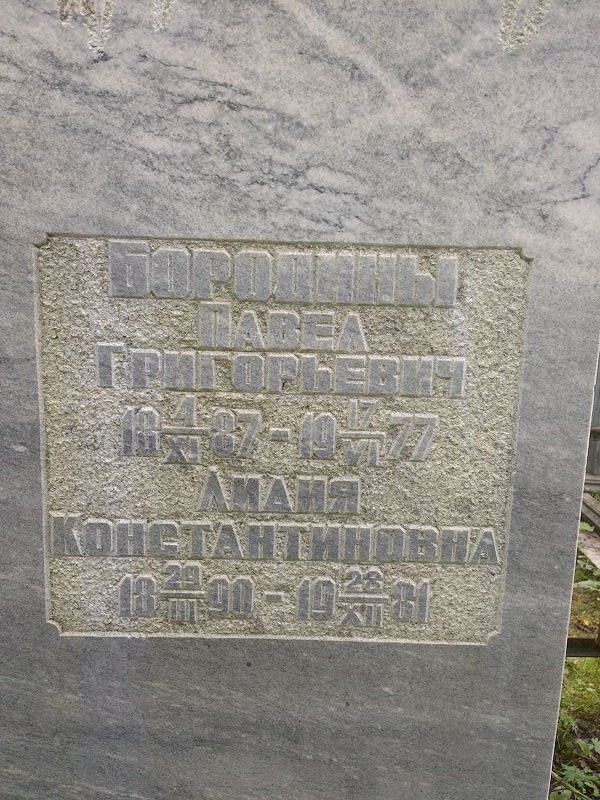 БОРОДИНЫ
ПАВЕЛ
ГРИГОРЬЕВИЧ
18 4/XI 87 - 19 17/VI 77
ЛИДИЯ
КОНСТАНТИНОВНА
18 29/III 90 - 19 28/XII 81